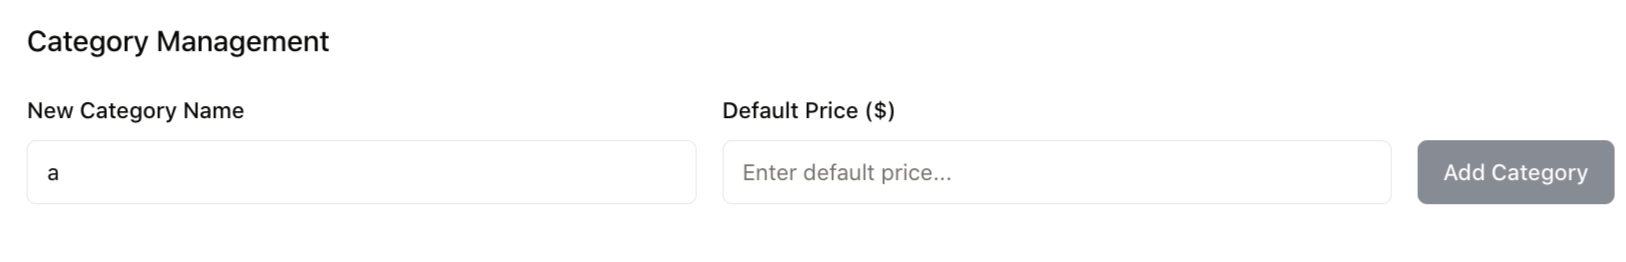 Category Management
New Category Name
Default Price ($)
a
Enter default price...
Add Category